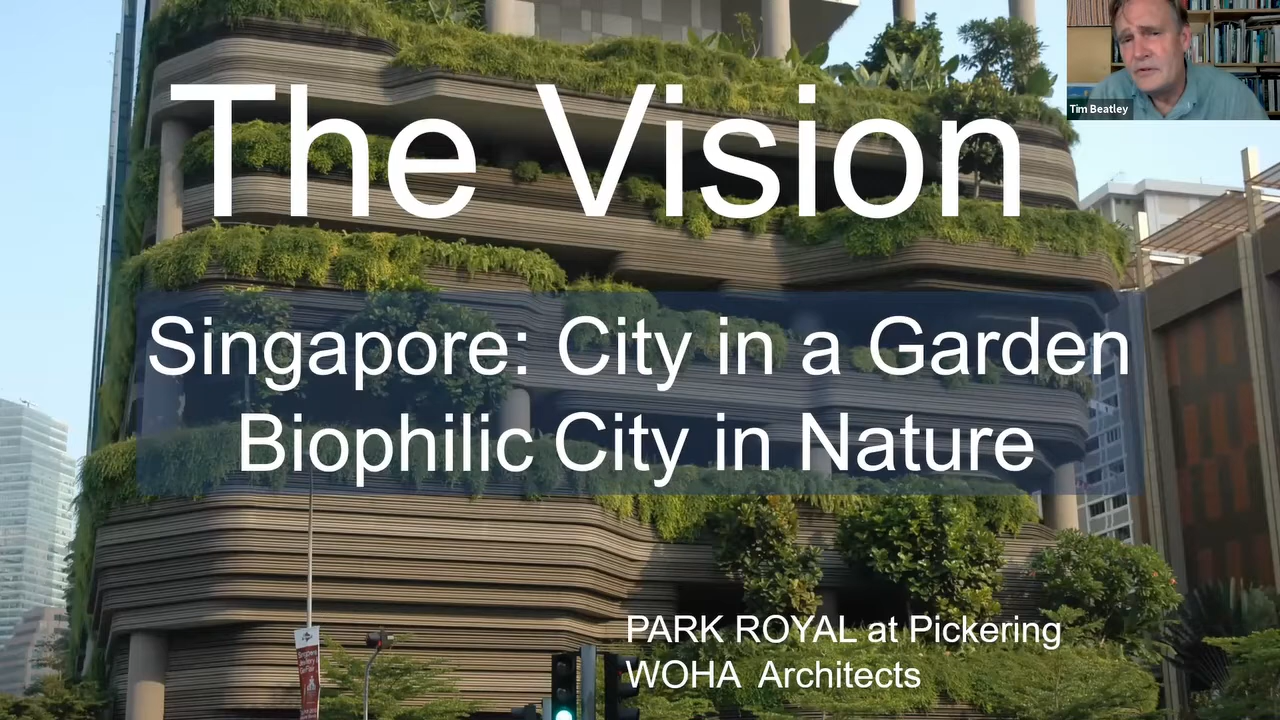 The Vision
Tim Beatley
Singapore: City in a Garden
Biophilic City in Nature
PARK ROYAL at Pickering
WOHA Architects